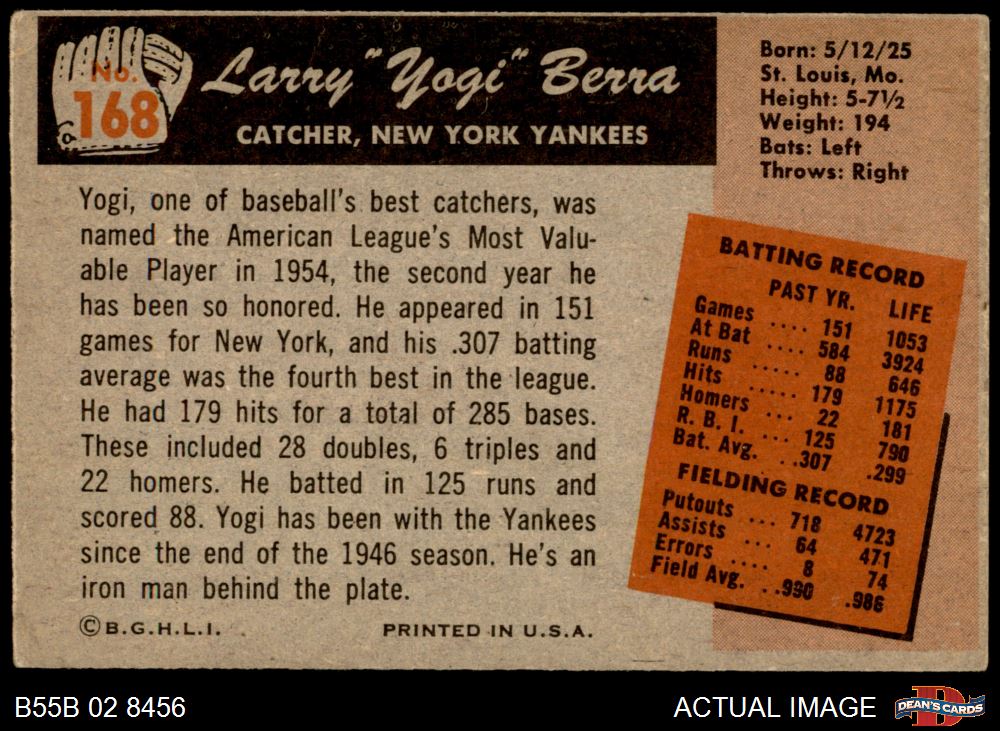 No.
168
Larry "Yogi" Berra
CATCHER, NEW YORK YANKEES
Born: 5/12/25
St. Louis, Mo.
Height: 5-7½
Weight: 194
Bats: Left
Throws: Right
Yogi, one of baseball's best catchers, was
named the American League's Most Valu-
able Player in 1954, the second year he
has been so honored. He appeared in 151
games for New York, and his .307 batting
average was the fourth best in the league.
He had 179 hits for a total of 285 bases.
These included 28 doubles, 6 triples and
22 homers. He batted in 125 runs and
scored 88. Yogi has been with the Yankees
since the end of the 1946 season. He's an
iron man behind the plate.
©B.G.H.L.I. PRINTED IN U.S.A.
BATTING RECORD
PAST YR. LIFE
Games .... 151 1053
At Bat .... 584 3924
Runs ..... 88 646
Hits ..... 179 1175
Homers ... 22 181
R. B. I. ... 125 790
Bat. Avg. ..307 .299
FIELDING RECORD
Putouts ... 718 4723
Assists ... 64 471
Errors .... 8 74
Field Avg. ..990 .986
B55B 02 8456 ACTUAL IMAGE
DEAN'S CARDS